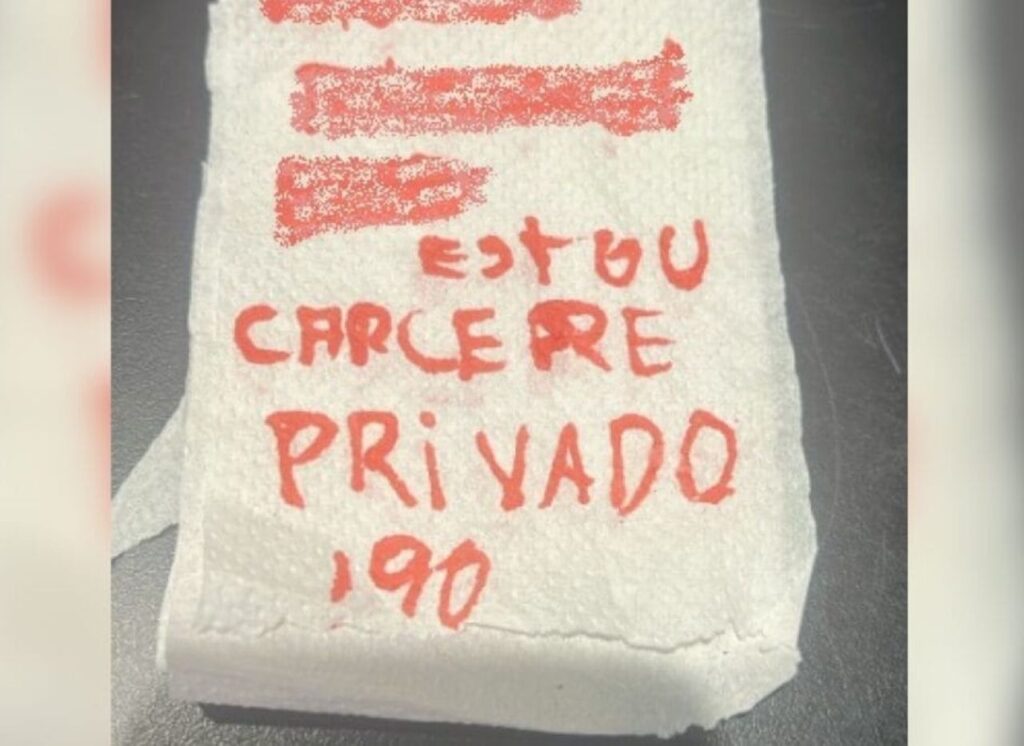 ESTOU
CARCERE
PRIVADO
190